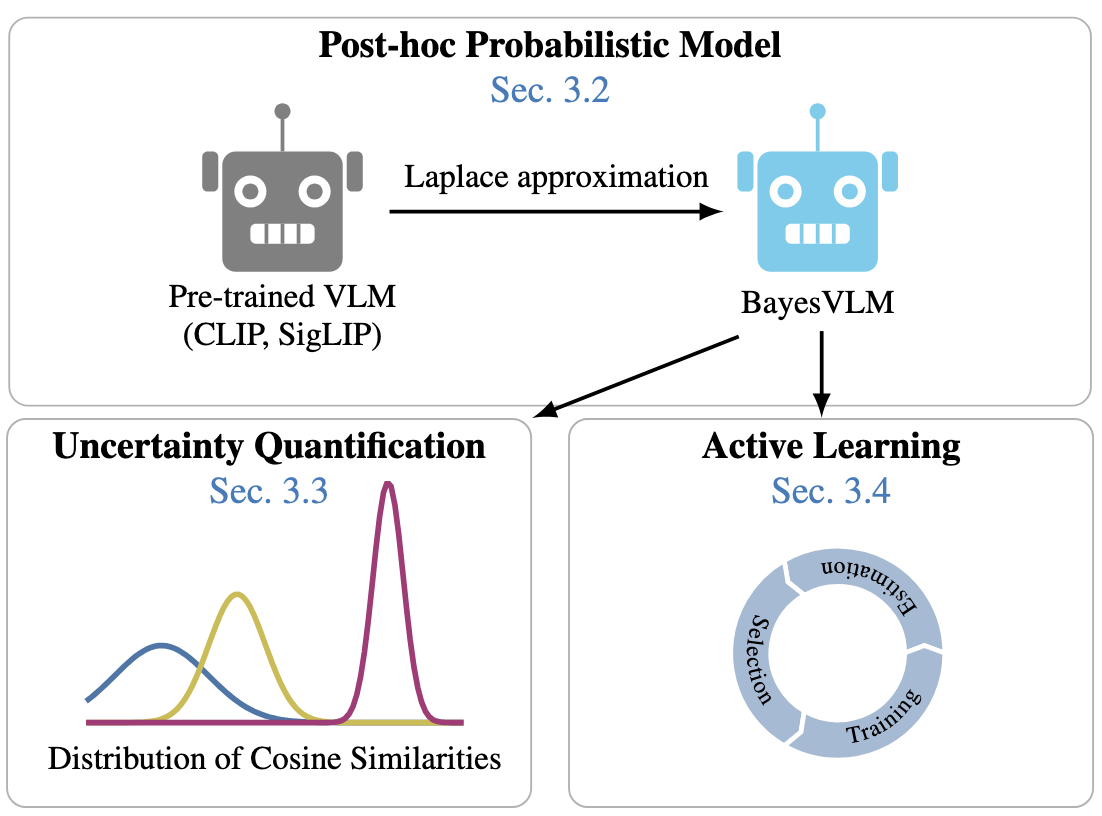 Post-hoc Probabilistic Model
Sec. 3.2
Laplace approximation
Pre-trained VLM
(CLIP, SigLIP)
BayesVLM
Uncertainty Quantification
Sec. 3.3
Distribution of Cosine Similarities
Active Learning
Sec. 3.4
Estimation
Selection
Training